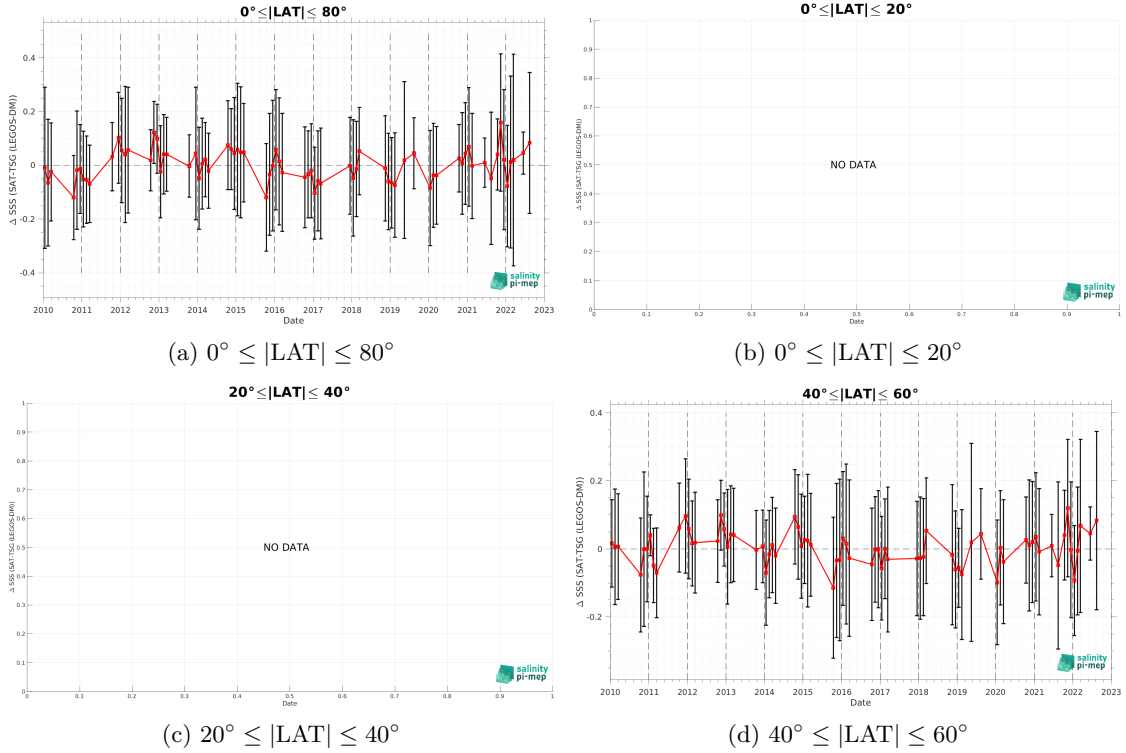 0°≤|LAT|≤ 80°
Δ SSS (SAT-TSG (LEGOS-DM))
0.4
0.2
0
-0.2
-0.4
2010 2011 2012 2013 2014 2015 2016 2017 2018 2019 2020 2021 2022 2023
Date
salinity
pi-mep
(a) 0° ≤ |LAT| ≤ 80°
0°≤|LAT|≤ 20°
Δ SSS (SAT-TSG (LEGOS-DM))
1
0.9
0.8
0.7
0.6
0.5
0.4
0.3
0.2
0.1
0
NO DATA
0 0.1 0.2 0.3 0.4 0.5 0.6 0.7 0.8 0.9 1
Date
salinity
pi-mep
(b) 0° ≤ |LAT| ≤ 20°
20°≤|LAT|≤ 40°
Δ SSS (SAT-TSG (LEGOS-DM))
1
0.9
0.8
0.7
0.6
0.5
0.4
0.3
0.2
0.1
0
NO DATA
0 0.1 0.2 0.3 0.4 0.5 0.6 0.7 0.8 0.9 1
Date
salinity
pi-mep
(c) 20° ≤ |LAT| ≤ 40°
40°≤|LAT|≤ 60°
Δ SSS (SAT-TSG (LEGOS-DM))
0.4
0.2
0
-0.2
2010 2011 2012 2013 2014 2015 2016 2017 2018 2019 2020 2021 2022 2023
Date
salinity
pi-mep
(d) 40° ≤ |LAT| ≤ 60°